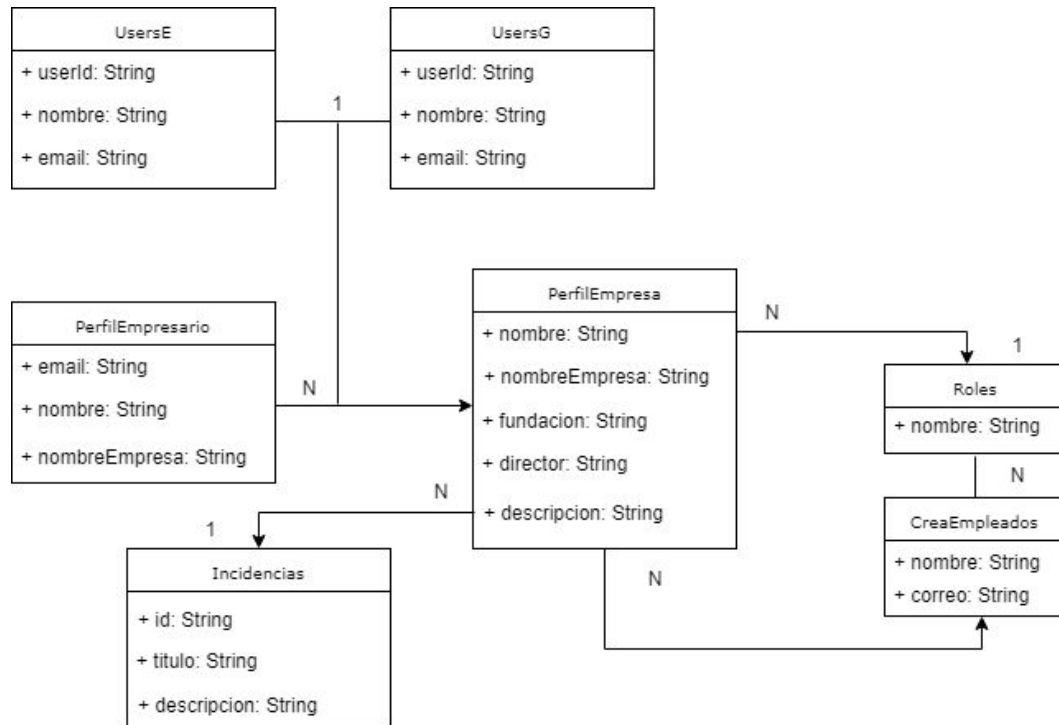 UsersE
+ userId: String
+ nombre: String
+ email: String
1
UsersG
+ userId: String
+ nombre: String
+ email: String
PerfilEmpresario
+ email: String
+ nombre: String
+ nombreEmpresa: String
N
PerfilEmpresa
+ nombre: String
+ nombreEmpresa: String
+ fundacion: String
+ director: String
+ descripcion: String
N
1
Roles
+ nombre: String
N
CreaEmpleados
+ nombre: String
+ correo: String
N
N
1
Incidencias
+ id: String
+ titulo: String
+ descripcion: String